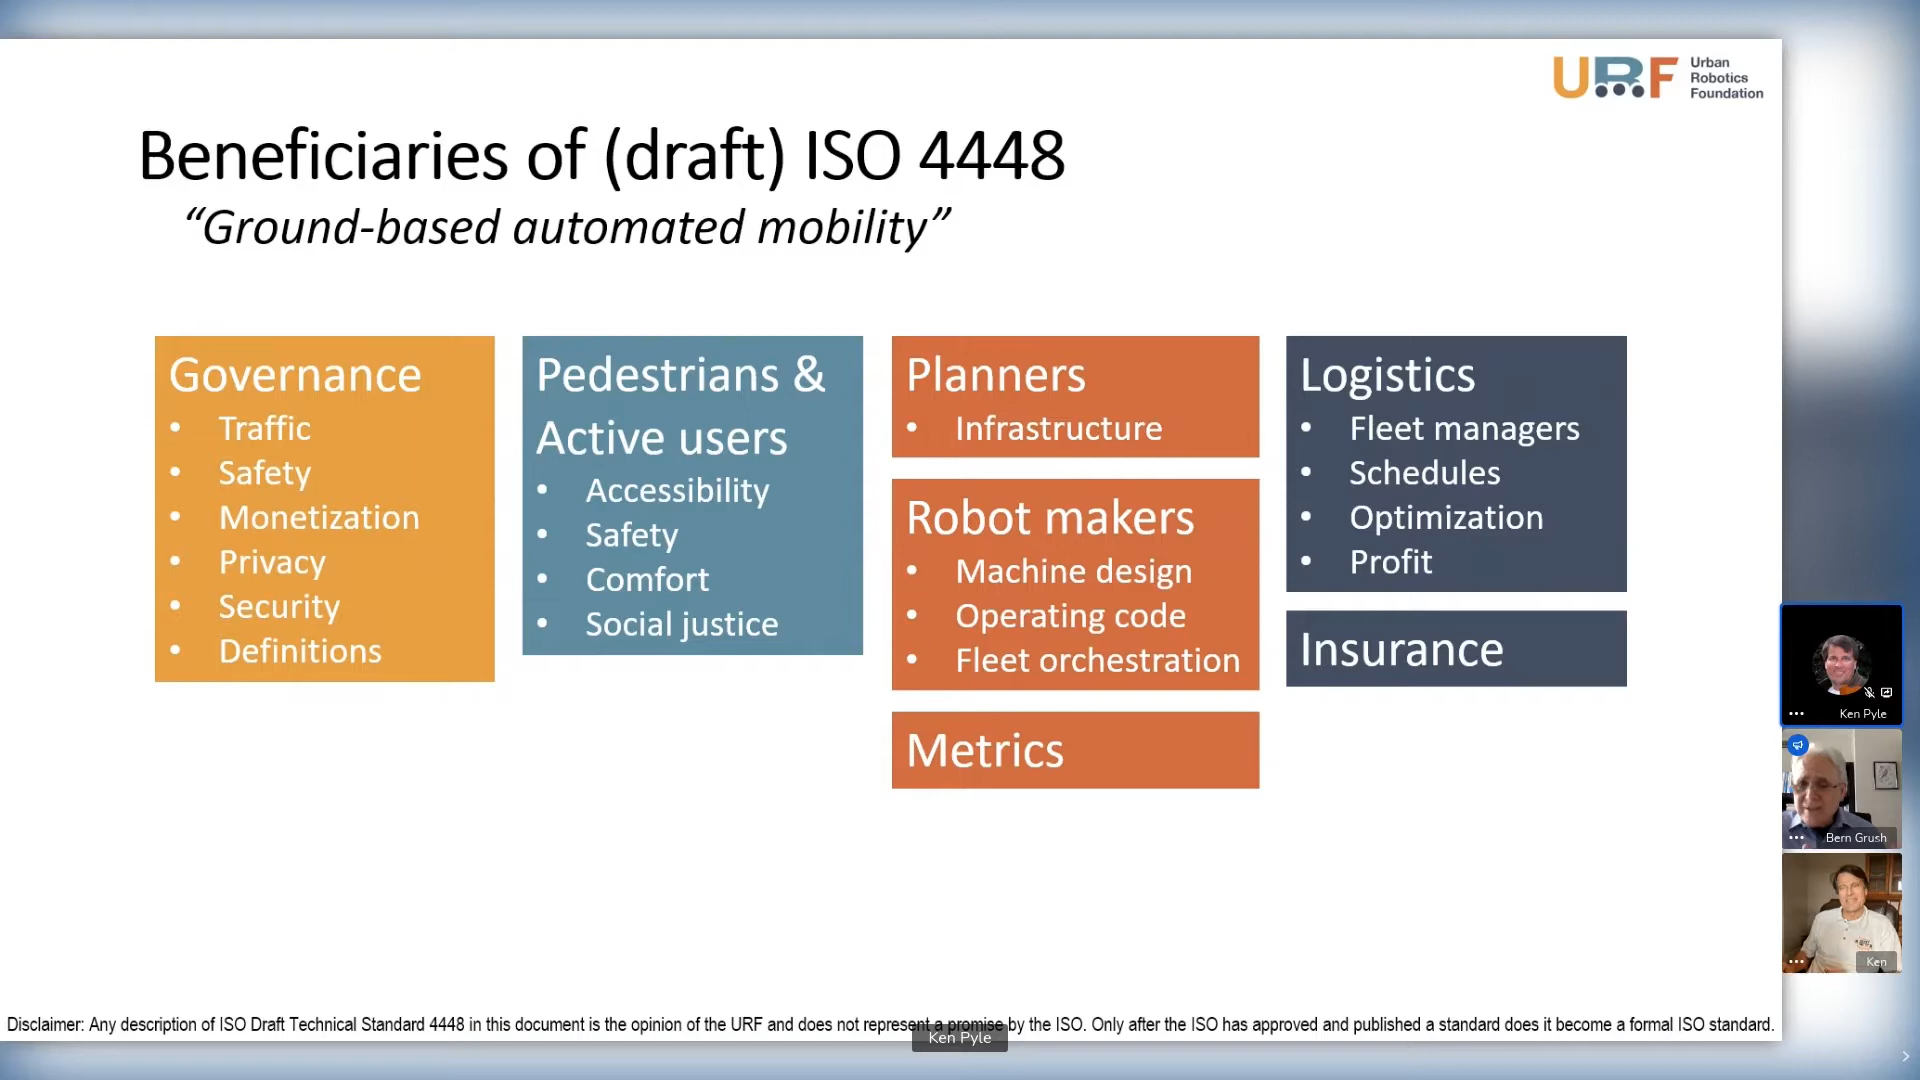 URF
Urban
Robotics
Foundation
Beneficiaries of (draft) ISO 4448
“Ground-based automated mobility”
Governance
• Traffic
• Safety
• Monetization
• Privacy
• Security
• Definitions
Pedestrians &
Active users
• Accessibility
• Safety
• Comfort
• Social justice
Planners
• Infrastructure
Robot makers
• Machine design
• Operating code
• Fleet orchestration
Metrics
Logistics
• Fleet managers
• Schedules
• Optimization
• Profit
Insurance
Ken Pyle
Bern Grush
Ken
Disclaimer: Any description of ISO Draft Technical Standard 4448 in this document is the opinion of the URF and does not represent a promise by the ISO. Only after the ISO has approved and published a standard does it become a formal ISO standard.
Ken Pyle